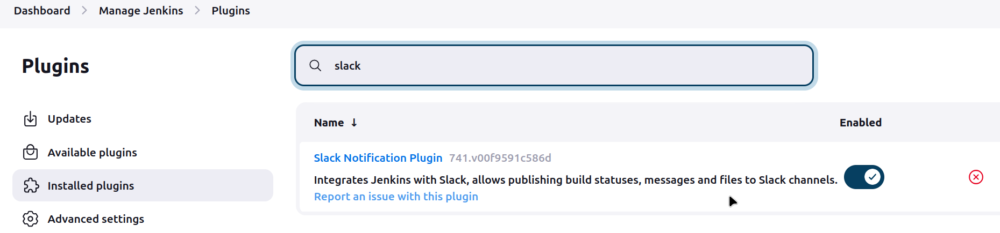 Dashboard > Manage Jenkins > Plugins
Plugins
slack
Updates
Available plugins
Installed plugins
Advanced settings
Name ↓ Enabled
Slack Notification Plugin 741.v00f9591c586d
Integrates Jenkins with Slack, allows publishing build statuses, messages and files to Slack channels.
Report an issue with this plugin